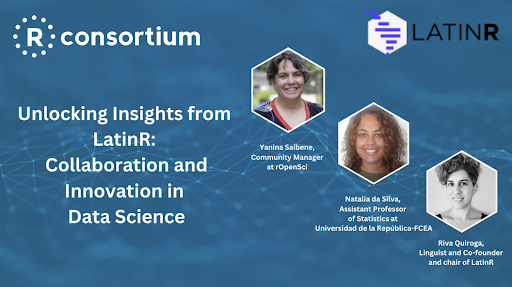 R consortium
LATINR
Unlocking Insights from
LatinR:
Collaboration and
Innovation in
Data Science
Yanina Saibene,
Community Manager
at rOpenSci
Natalia da Silva,
Assistant Professor
of Statistics at
Universidad de la República-FCEA
Riva Quiroga,
Linguist and Co-founder
and chair of LatinR